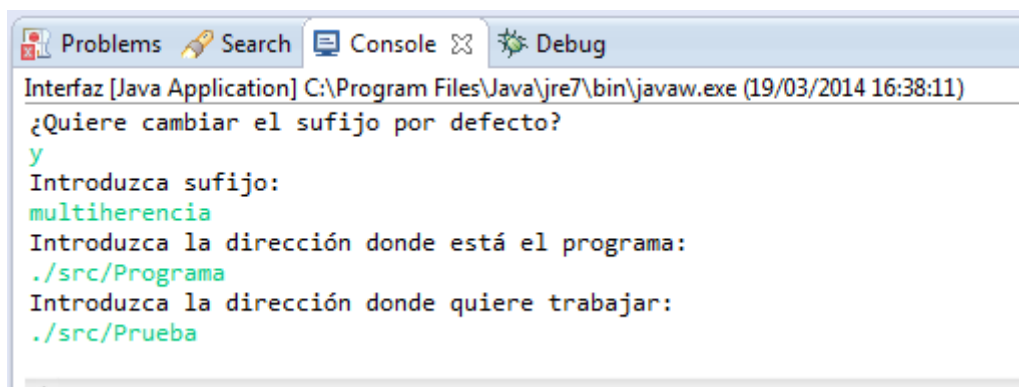 Problems Search Console Debug
Interfaz [Java Application] C:\Program Files\Java\jre7\bin\javaw.exe (19/03/2014 16:38:11)
¿Quiere cambiar el sufijo por defecto?
y
Introduzca sufijo:
multiherencia
Introduzca la dirección donde está el programa:
./src/Programa
Introduzca la dirección donde quiere trabajar:
./src/Prueba